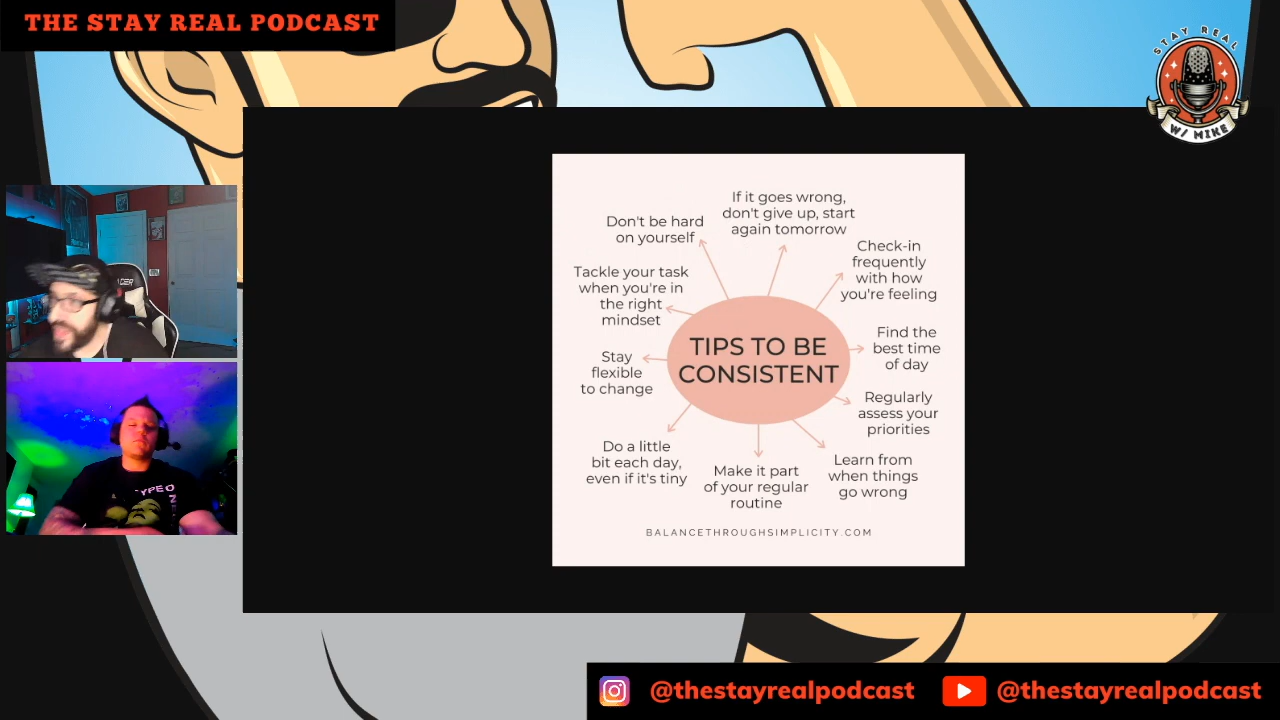 THE STAY REAL PODCAST
STAY REAL
W/ MIKE
If it goes wrong,
don't give up, start
again tomorrow
Don't be hard
on yourself
Check-in
frequently
with how
you're feeling
Tackle your task
when you're in
the right
mindset
Find the
best time
of day
TIPS TO BE
CONSISTENT
Stay
flexible
to change
Regularly
assess your
priorities
Do a little
bit each day,
even if it's tiny
Make it part
of your regular
routine
Learn from
when things
go wrong
BALANCETHROUGHSIMPLICITY.COM
@thestayrealpodcast
@thestayrealpodcast